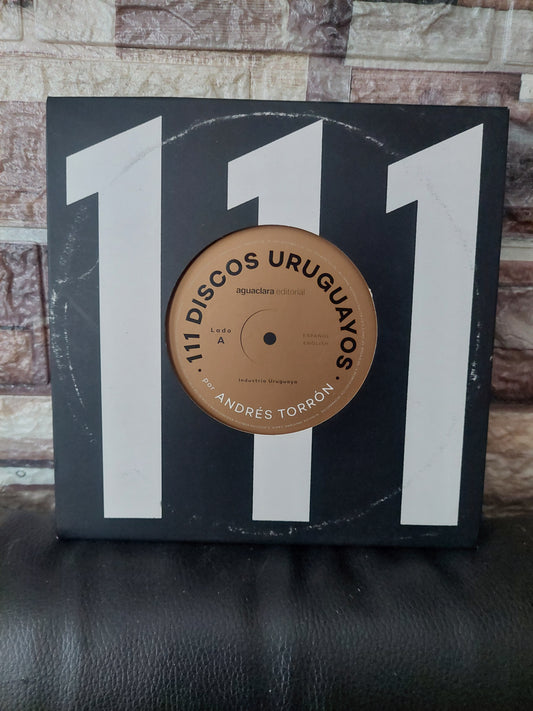 111
111 DISCOS URUGUAYOS
aguaclara editorial
Lado
A
ESPAÑOL
ENGLISH
Industria Uruguaya
por ANDRÉS TORRÓN